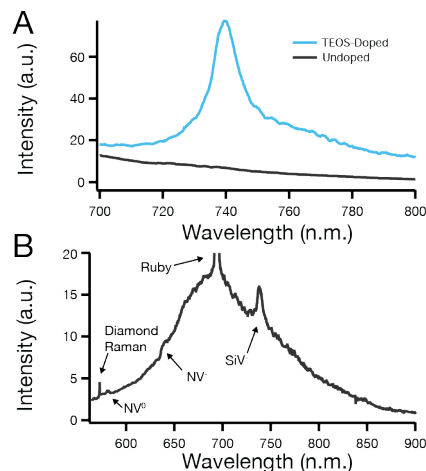 A
Intensity (a.u.)
60
40
20
0
TEOS-Doped
Undoped
700
720
740
760
780
800
Wavelength (n.m.)
B
Intensity (a.u.)
20
15
10
5
0
Ruby
Diamond
Raman
NV⁰
NV⁻
SiV
600
650
700
750
800
850
900
Wavelength (n.m.)